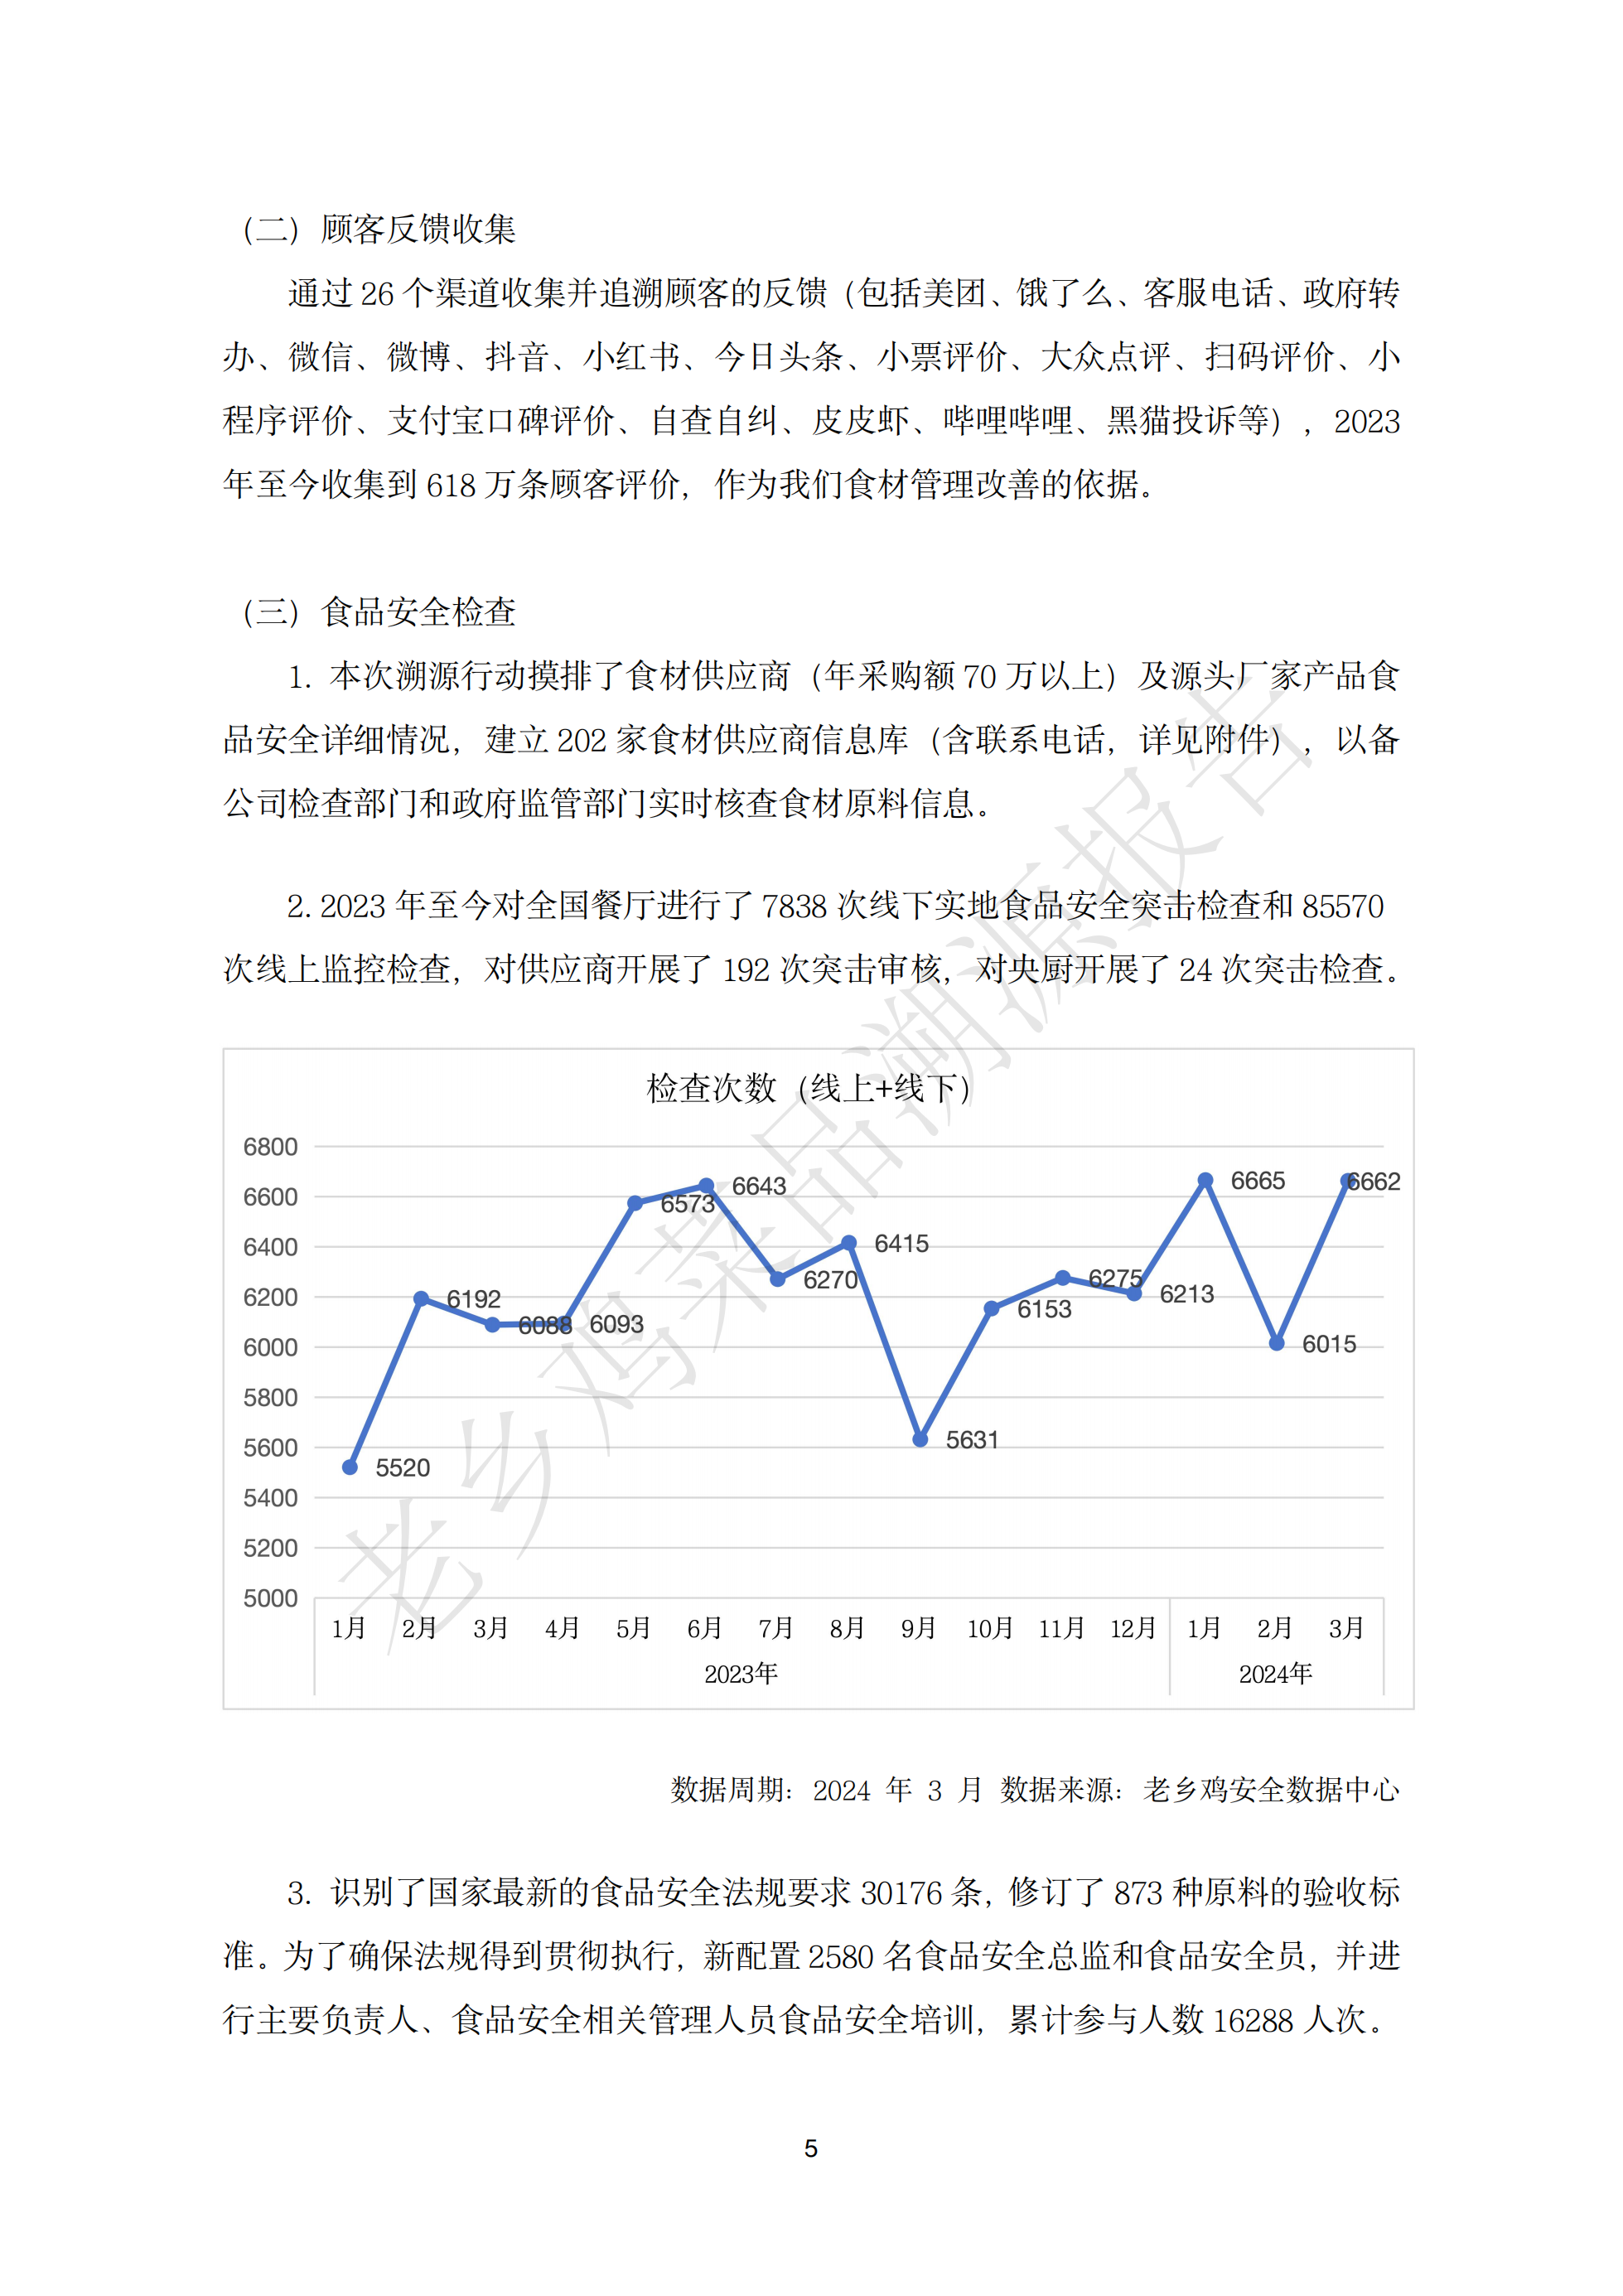 （二）顾客反馈收集
通过 26 个渠道收集并追溯顾客的反馈（包括美团、饿了么、客服电话、政府转
办、微信、微博、抖音、小红书、今日头条、小票评价、大众点评、扫码评价、小
程序评价、支付宝口碑评价、自查自纠、皮皮虾、哔哩哔哩、黑猫投诉等），2023
年至今收集到 618 万条顾客评价，作为我们食材管理改善的依据。
（三）食品安全检查
1. 本次溯源行动摸排了食材供应商（年采购额 70 万以上）及源头厂家产品食
品安全详细情况，建立 202 家食材供应商信息库（含联系电话，详见附件），以备
公司检查部门和政府监管部门实时核查食材原料信息。
2. 2023 年至今对全国餐厅进行了 7838 次线下实地食品安全突击检查和 85570
次线上监控检查，对供应商开展了 192 次突击审核，对央厨开展了 24 次突击检查。
检查次数（线上+线下）
6800
6600
6400
6200
6000
5800
5600
5400
5200
5000
5520
6192
6088
6093
6573
6643
6270
6415
5631
6153
6275
6213
6665
6015
6662
1月 2月 3月 4月 5月 6月 7月 8月 9月 10月 11月 12月 1月 2月 3月
2023年 2024年
数据周期：2024 年 3 月 数据来源：老乡鸡安全数据中心
3. 识别了国家最新的食品安全法规要求 30176 条，修订了 873 种原料的验收标
准。为了确保法规得到贯彻执行，新配置 2580 名食品安全总监和食品安全员，并进
行主要负责人、食品安全相关管理人员食品安全培训，累计参与人数 16288 人次。
5
老乡鸡菜品溯源报告